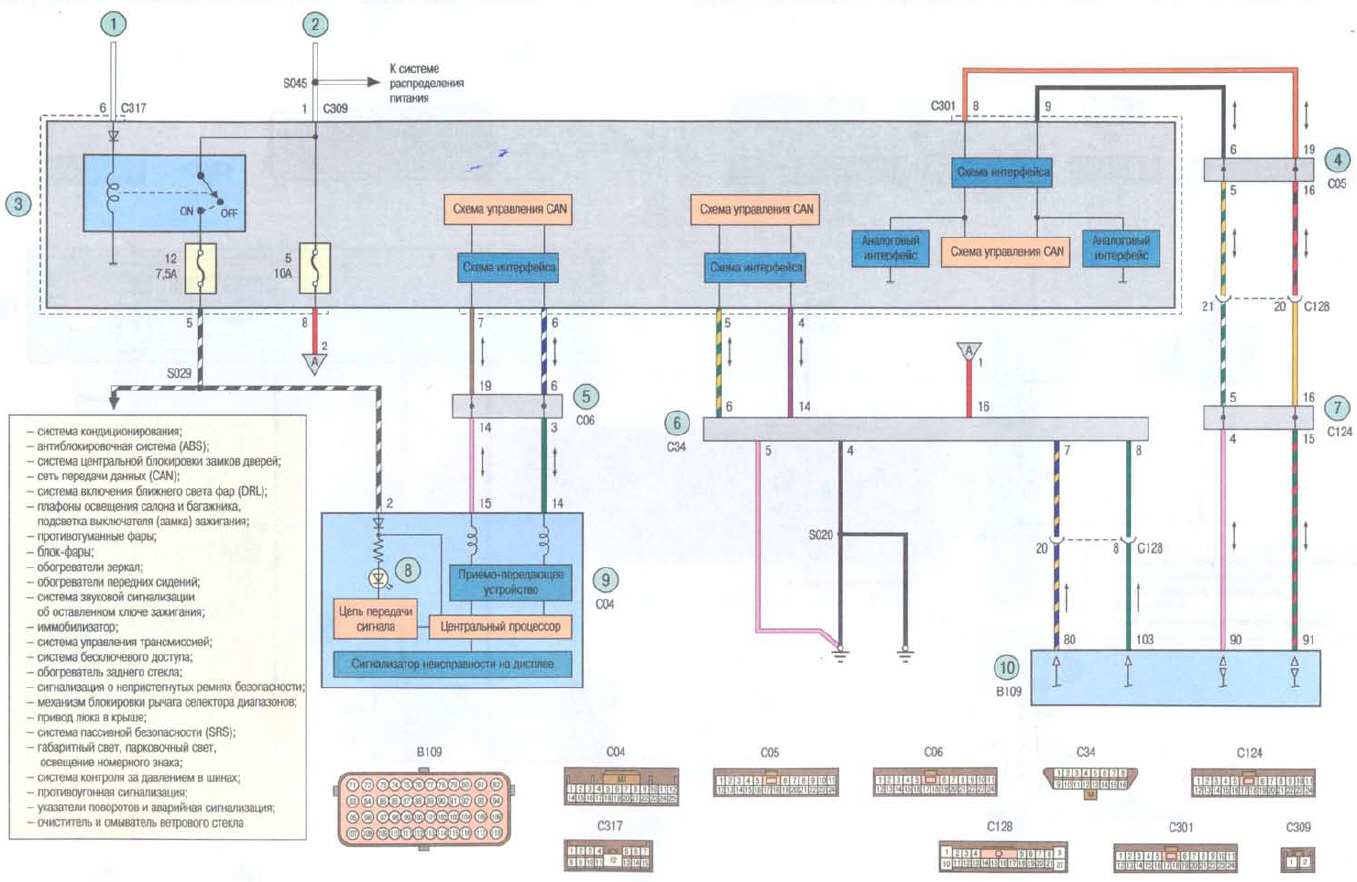 1
2
S045
К системе
распределения
питания
6 C317
1 C309
C301 8
9
3
ON
OFF
Схема управления CAN
Схема управления CAN
Схема интерфейса
Аналоговый
интерфейс
Схема управления CAN
Аналоговый
интерфейс
Схема интерфейса
Схема интерфейса
12
7,5А
5
10А
6
19
4
C05
5
16
21
20
C128
5
8
7
6
5
4
2
A
S029
A
1
19
6
5
C06
14
3
6
C34
6
14
16
5
4
7
8
5
16
7
C124
4
15
– система кондиционирования;
– антиблокировочная система (ABS);
– система центральной блокировки замков дверей;
– сеть передачи данных (CAN);
– система включения ближнего света фар (DRL);
– плафоны освещения салона и багажника,
подсветка выключателя (замка) зажигания;
– противотуманные фары;
– блок-фары;
– обогреватели зеркал;
– обогреватели передних сидений;
– система звуковой сигнализации
об оставленном ключе зажигания;
– иммобилизатор;
– система управления трансмиссией;
– система бесключевого доступа;
– обогреватель заднего стекла;
– сигнализация о непристегнутых ремнях безопасности;
– механизм блокировки рычага селектора диапазонов;
– привод люка в крыше;
– система пассивной безопасности (SRS);
– габаритный свет, парковочный свет,
освещение номерного знака;
– система контроля за давлением в шинах;
– противоугонная сигнализация;
– указатели поворотов и аварийная сигнализация;
– очиститель и омыватель ветрового стекла
2
15
14
8
Приемо-передающее
устройство
9
C04
Цепь передачи
сигнала
Центральный процессор
Сигнализатор неисправности на дисплее
S020
20
8
C128
80
103
90
91
10
B109
B109
C04
C05
C06
C34
C124
C317
C128
C301
C309
1 2